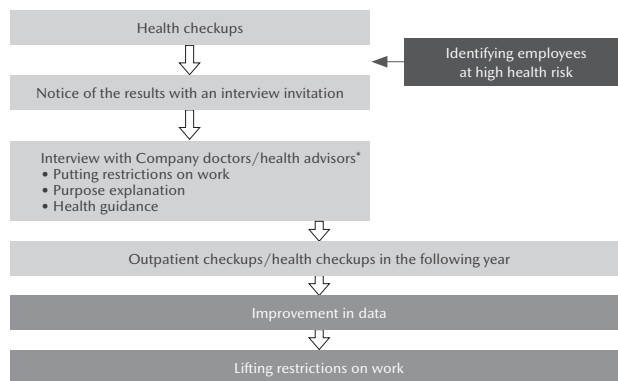 Health checkups
Identifying employees
at high health risk
Notice of the results with an interview invitation
Interview with Company doctors/health advisors*
• Putting restrictions on work
• Purpose explanation
• Health guidance
Outpatient checkups/health checkups in the following year
Improvement in data
Lifting restrictions on work